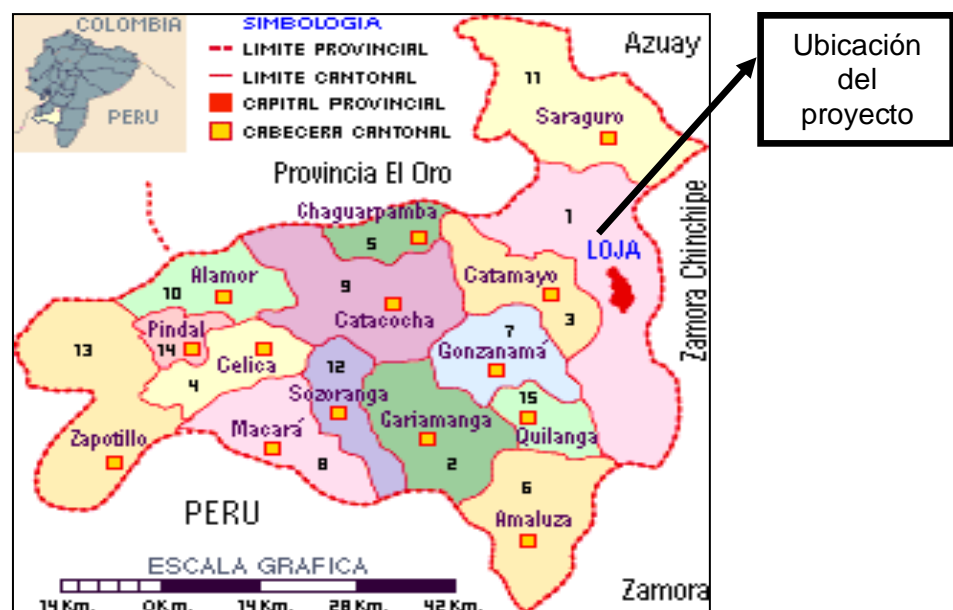 COLOMBIA
PERU
SIMBOLOGIA
LIMITE PROVINCIAL
LIMITE CANTONAL
CAPITAL PROVINCIAL
CABECERA CANTONAL
Ubicación
del
proyecto
Azuay
11
Saraguro
Provincia El Oro
Chaguarpamba
5
1
LOJA
Zamora Chinchipe
Alamor
10
9
Catacocha
Catamayo
3
Pindal
14
13
Celica
4
12
Sozoranga
7
Gonzanamá
15
Quilanga
Cariamanga
2
Zapotillo
Macará
8
6
Amaluza
PERU
Zamora
ESCALA GRAFICA
14 Km. 0Km. 14 Km. 28 Km. 42 Km.